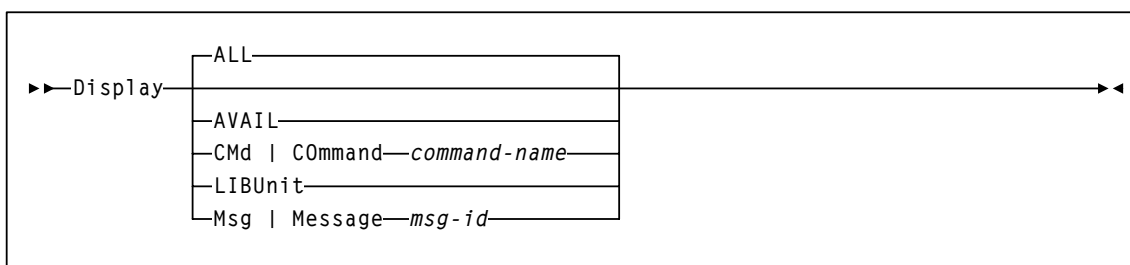 ALL
Display
AVAIL
CMd | COmmand command-name
LIBUnit
Msg | Message msg-id